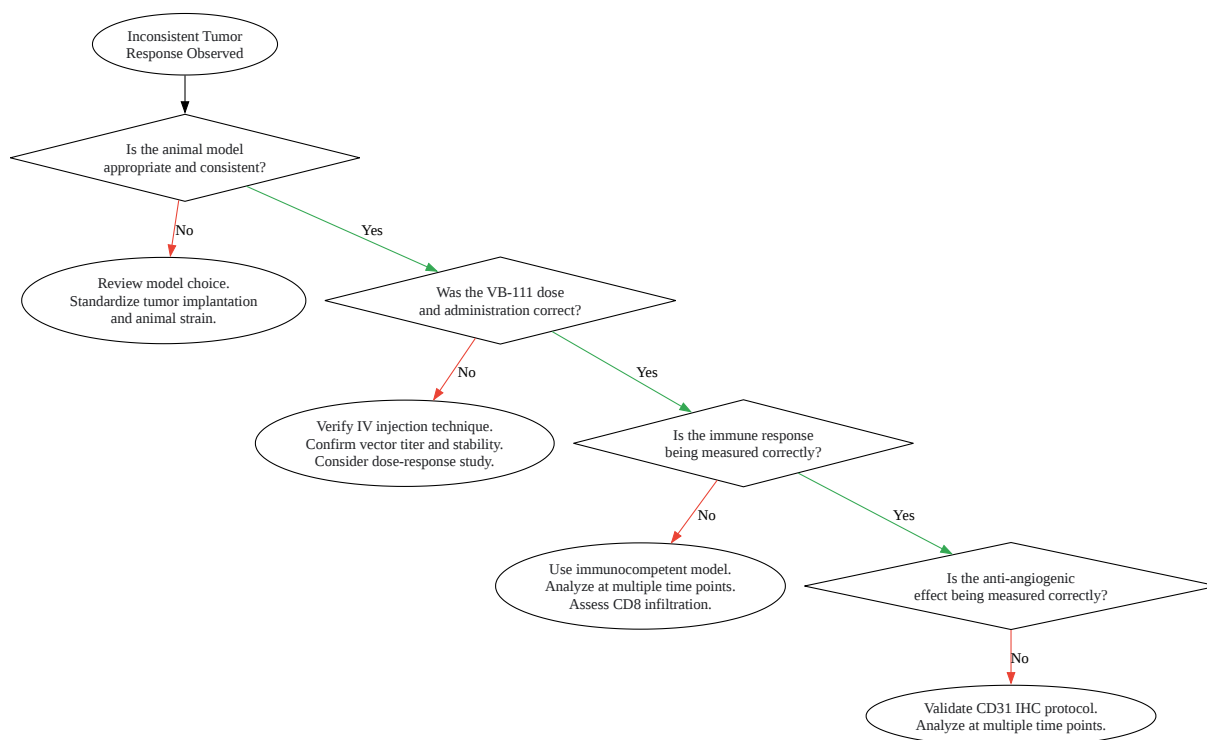 Inconsistent Tumor
Response Observed
Is the animal model
appropriate and consistent?
No
Yes
Review model choice.
Standardize tumor implantation
and animal strain.
Was the VB-111 dose
and administration correct?
No
Yes
Verify IV injection technique.
Confirm vector titer and stability.
Consider dose-response study.
Is the immune response
being measured correctly?
No
Yes
Use immunocompetent model.
Analyze at multiple time points.
Assess CD8 infiltration.
Is the anti-angiogenic
effect being measured correctly?
No
Validate CD31 IHC protocol.
Analyze at multiple time points.